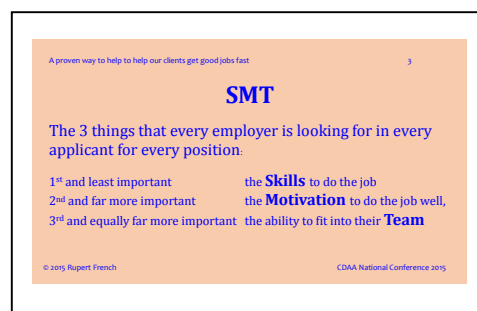 A proven way to help to help our clients get good jobs fast 3
SMT
The 3 things that every employer is looking for in every
applicant for every position:
1st and least important the Skills to do the job
2nd and far more important the Motivation to do the job well,
3rd and equally far more important the ability to fit into their Team
© 2015 Rupert French CDAA National Conference 2015